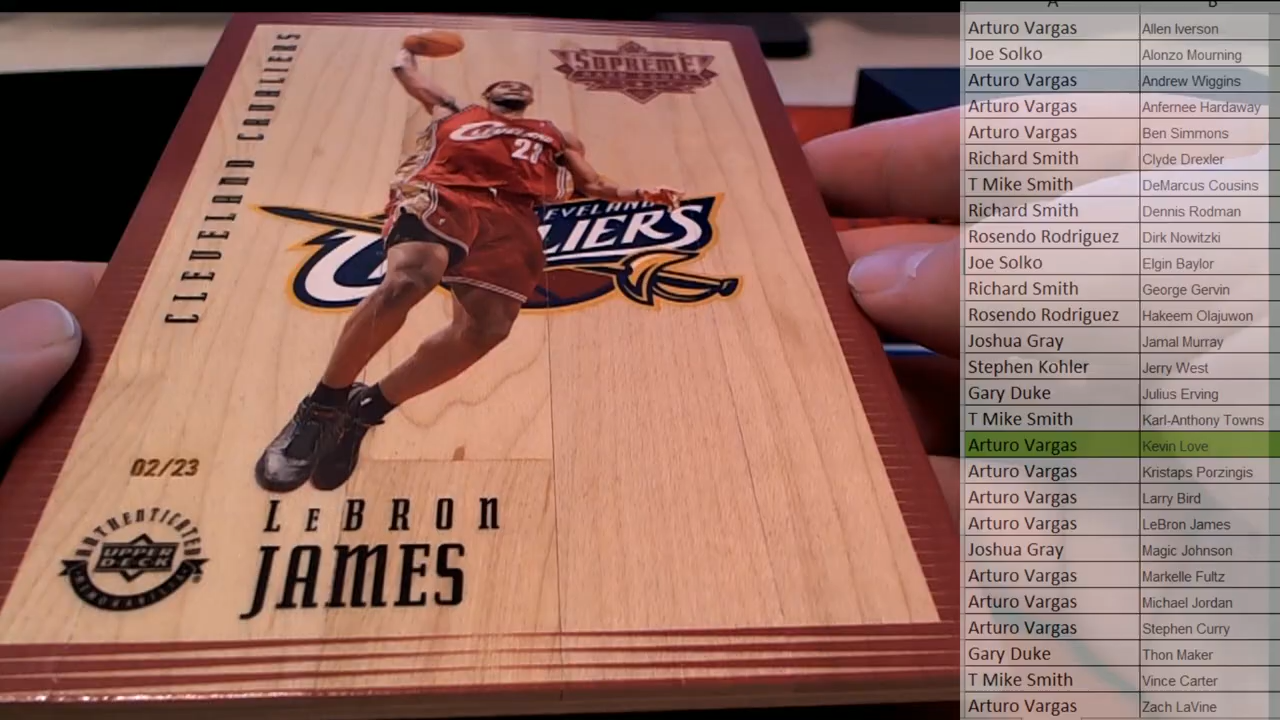 CLEVELAND CAVALIERS
SUPREME
HARD COURT
Cavaliers
23
CLEVELAND
LIERS
02/23
AUTHENTICATED
UPPER
DECK
MEMORABILIA
LeBRON
JAMES
A B
Arturo Vargas Allen Iverson
Joe Solko Alonzo Mourning
Arturo Vargas Andrew Wiggins
Arturo Vargas Anfernee Hardaway
Arturo Vargas Ben Simmons
Richard Smith Clyde Drexler
T Mike Smith DeMarcus Cousins
Richard Smith Dennis Rodman
Rosendo Rodriguez Dirk Nowitzki
Joe Solko Elgin Baylor
Richard Smith George Gervin
Rosendo Rodriguez Hakeem Olajuwon
Joshua Gray Jamal Murray
Stephen Kohler Jerry West
Gary Duke Julius Erving
T Mike Smith Karl-Anthony Towns
Arturo Vargas Kevin Love
Arturo Vargas Kristaps Porzingis
Arturo Vargas Larry Bird
Arturo Vargas LeBron James
Joshua Gray Magic Johnson
Arturo Vargas Markelle Fultz
Arturo Vargas Michael Jordan
Arturo Vargas Stephen Curry
Gary Duke Thon Maker
T Mike Smith Vince Carter
Arturo Vargas Zach LaVine